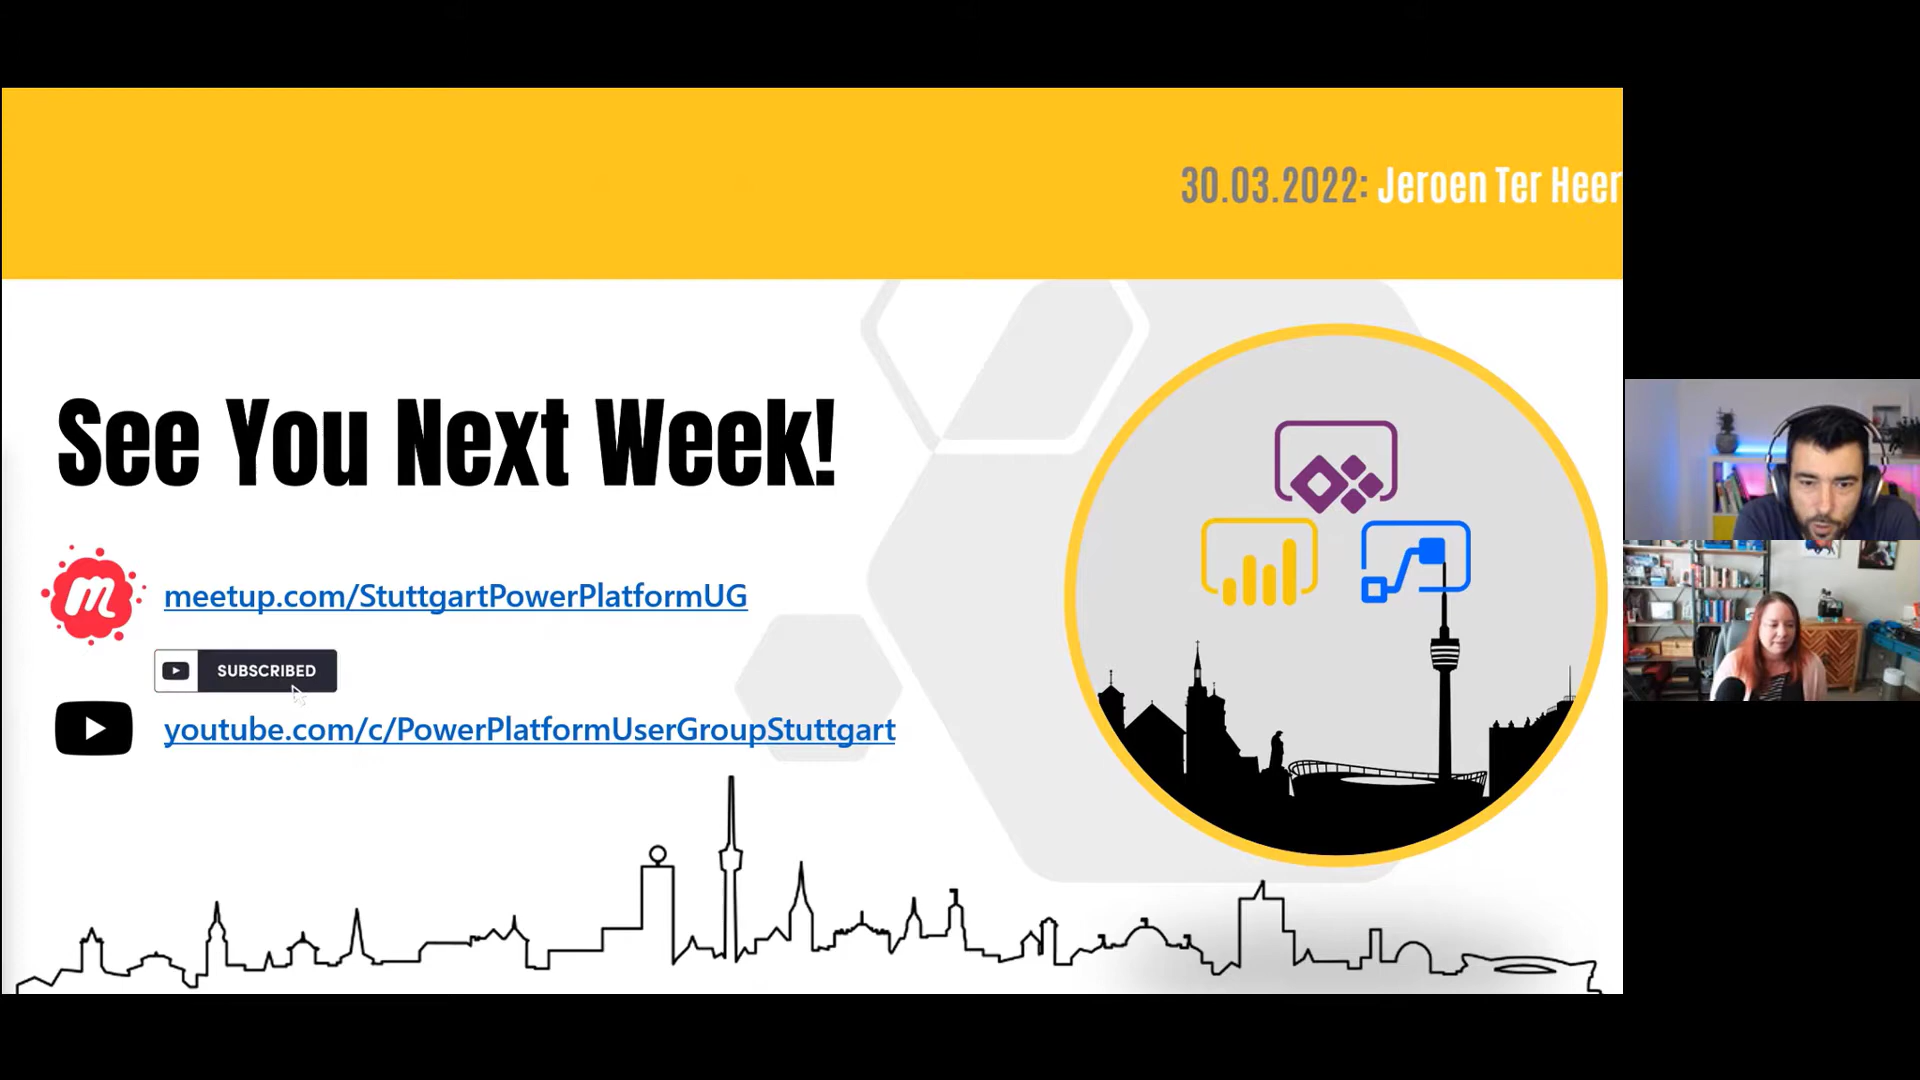 30.03.2022: Jeroen Ter Heer
See You Next Week!
meetup.com/StuttgartPowerPlatformUG
SUBSCRIBED
youtube.com/c/PowerPlatformUserGroupStuttgart